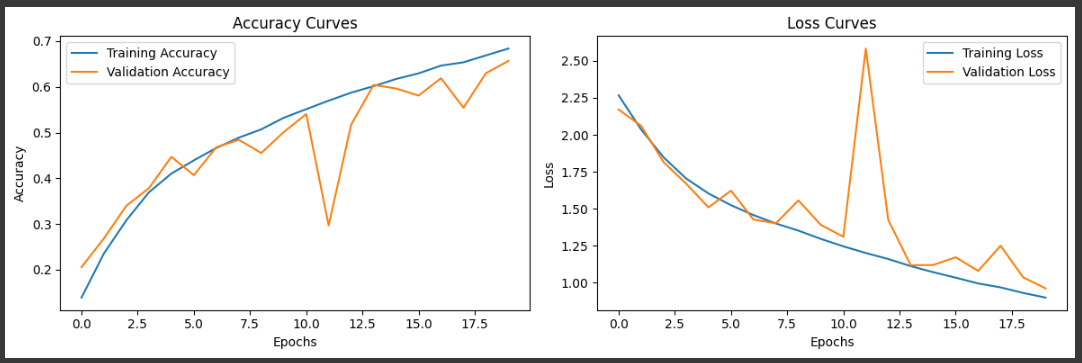 Accuracy Curves
Training Accuracy
Validation Accuracy
0.7
0.6
0.5
0.4
0.3
0.2
Accuracy
0.0 2.5 5.0 7.5 10.0 12.5 15.0 17.5
Epochs
Loss Curves
Training Loss
Validation Loss
2.50
2.25
2.00
1.75
1.50
1.25
1.00
Loss
0.0 2.5 5.0 7.5 10.0 12.5 15.0 17.5
Epochs